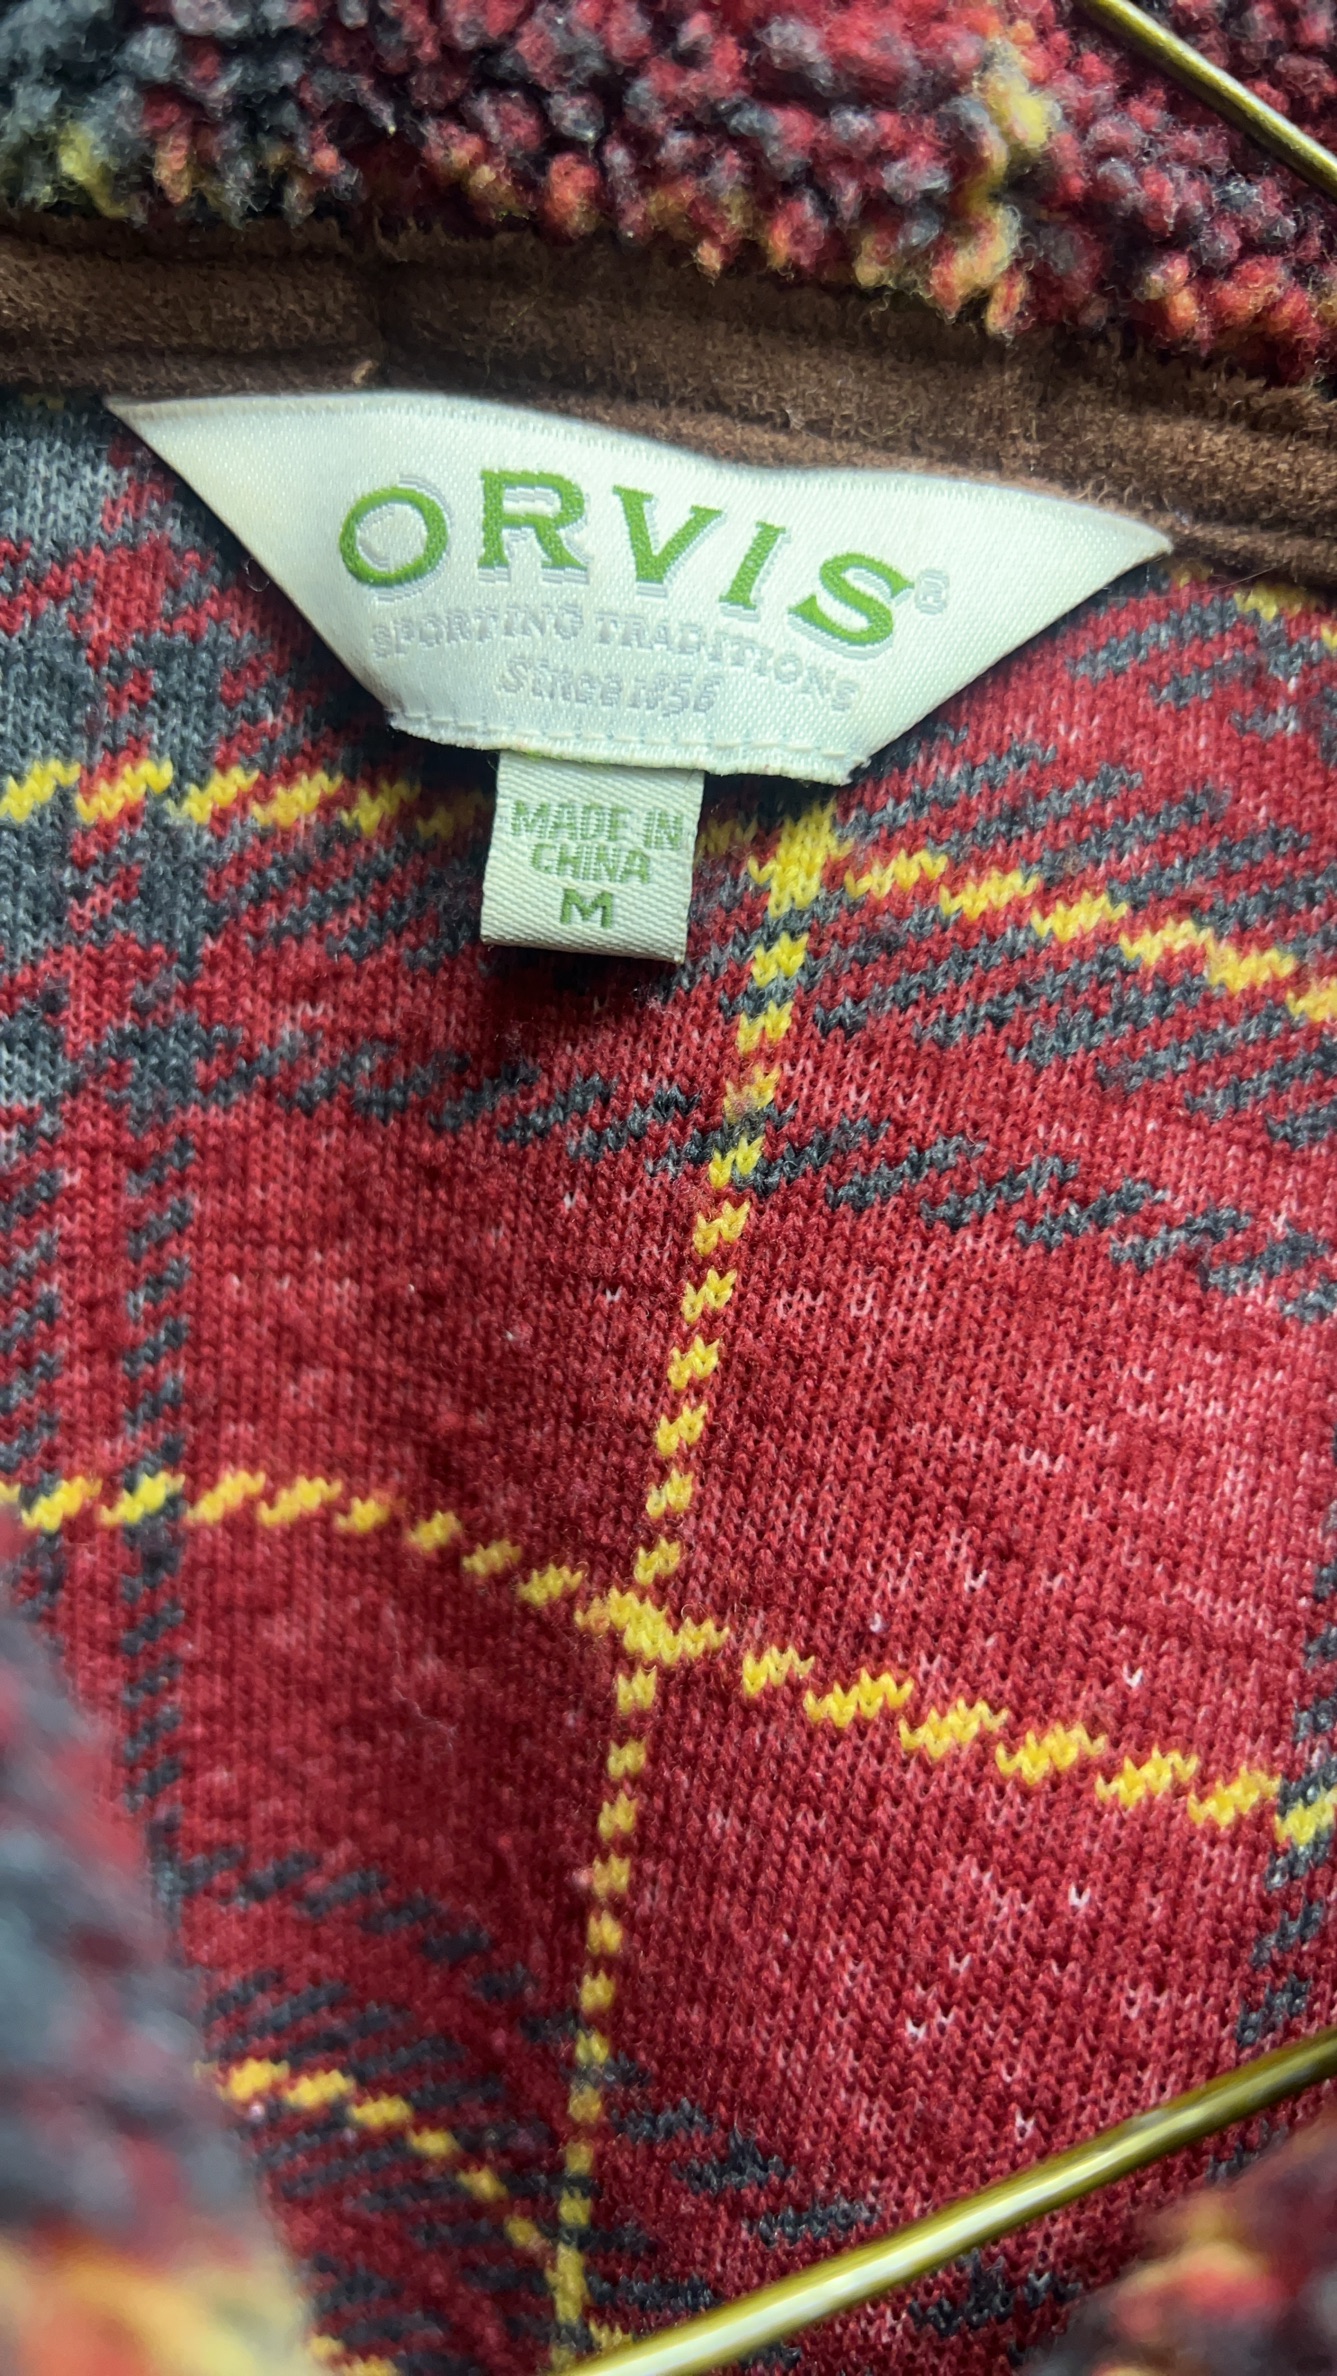 ORVIS®
SPORTING TRADITIONS
Since 1856
MADE IN
CHINA
M